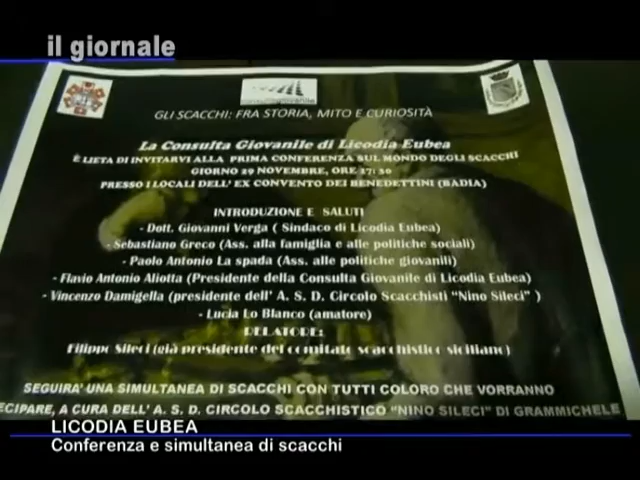 il giornale
GLI SCACCHI: FRA STORIA, MITO E CURIOSITÀ
La Consulta Giovanile di Licodia Eubea
È LIETA DI INVITARVI ALLA PRIMA CONFERENZA SUL MONDO DEGLI SCACCHI
GIORNO 29 NOVEMBRE, ORE 17:30
PRESSO I LOCALI DELL' EX CONVENTO DEI BENEDETTINI (BADIA)
INTRODUZIONE E SALUTI
- Dott. Giovanni Verga ( Sindaco di Licodia Eubea)
- Sebastiano Greco (Ass. alla famiglia e alle politiche sociali)
- Paolo Antonio La spada (Ass. alle politiche giovanili)
- Flavio Antonio Aliotta (Presidente della Consulta Giovanile di Licodia Eubea)
- Vincenzo Damigella (presidente dell' A. S. D. Circolo Scacchisti "Nino Sileci" )
- Lucia Lo Blanco (amatore)
RELATORE:
Filippo Sileci (già presidente del comitato scacchistico siciliano)
SEGUIRA' UNA SIMULTANEA DI SCACCHI CON TUTTI COLORO CHE VORRANNO
ECIPARE, A CURA DELL' A. S. D. CIRCOLO SCACCHISTICO "NINO SILECI" DI GRAMMICHELE
LICODIA EUBEA
Conferenza e simultanea di scacchi